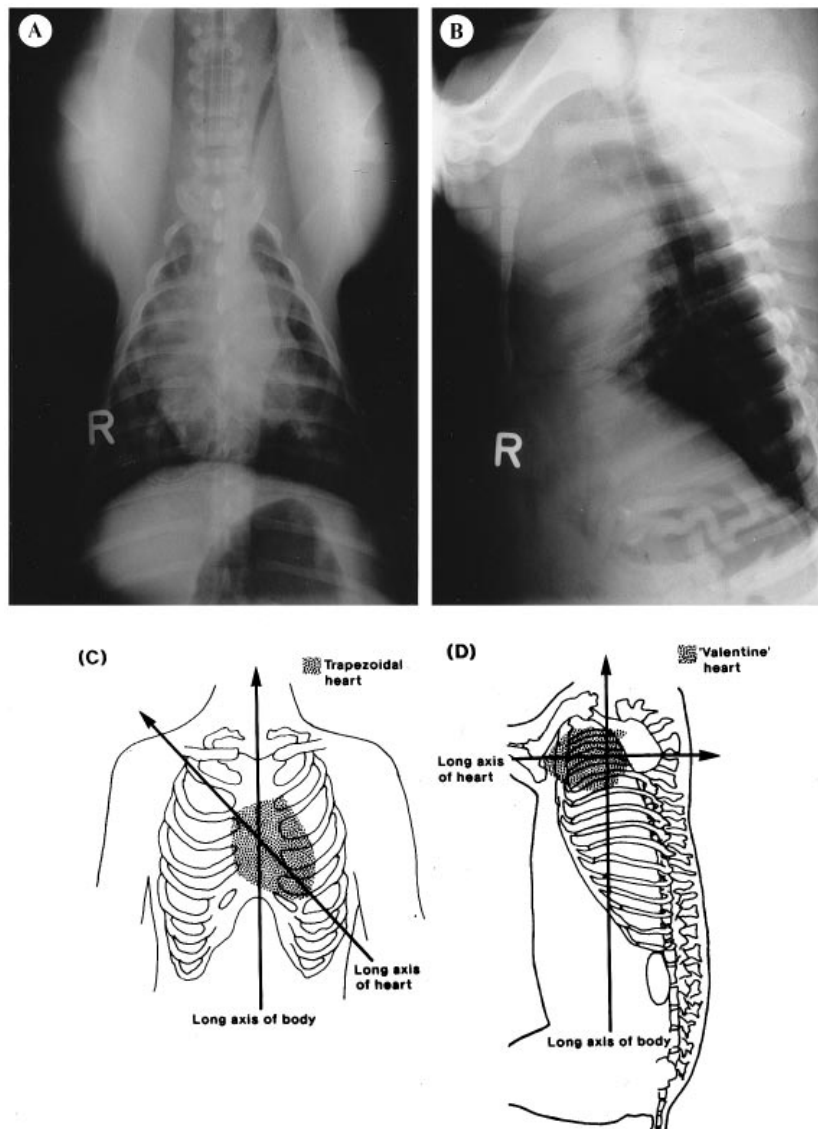 A
B
R
R
(C)
Trapezoidal
heart
Long axis
of heart
Long axis of body
(D)
'Valentine'
heart
Long axis
of heart
Long axis of body